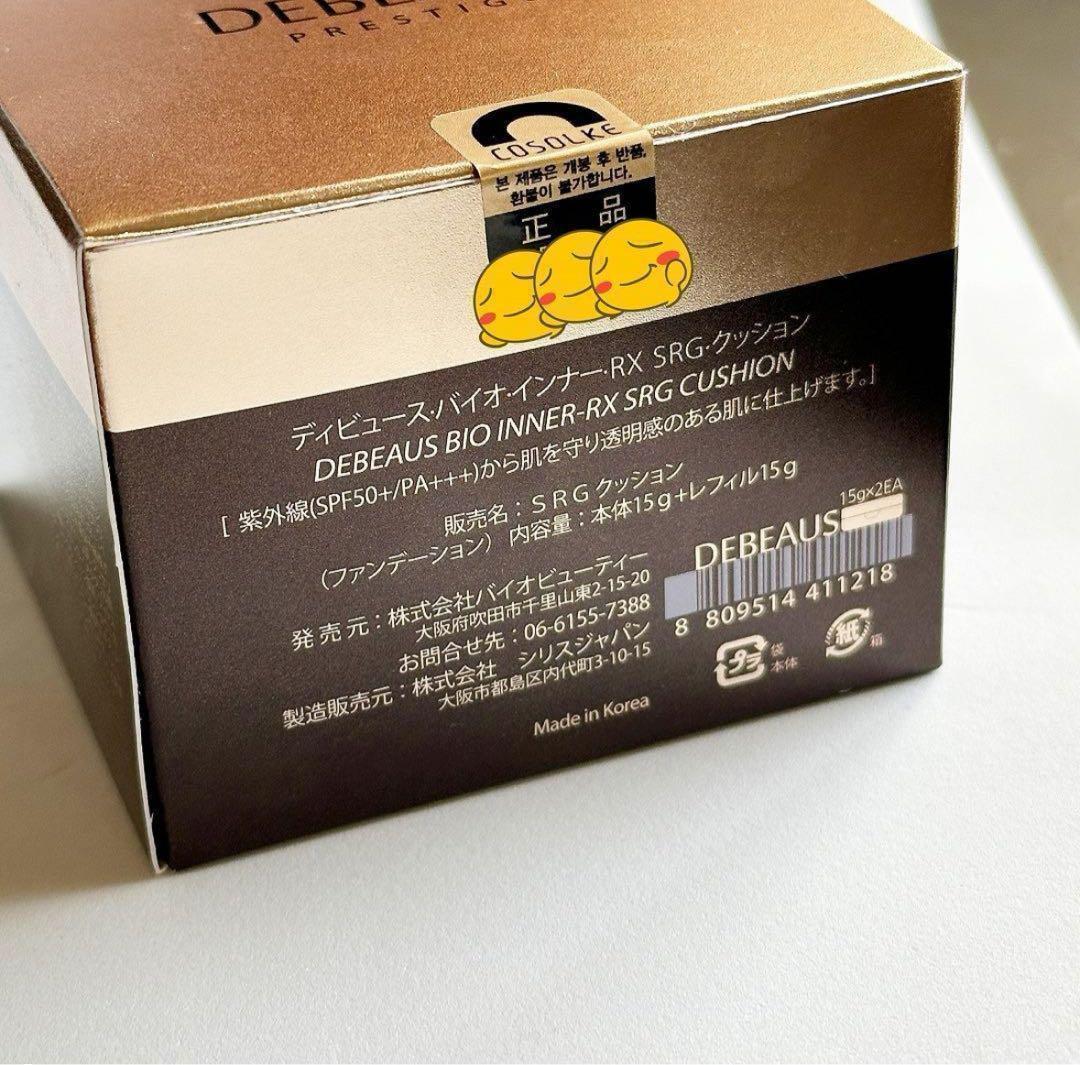 PRESTIGE
COSOLKE
본 제품은 개봉 후 반품,
환불이 불가합니다.
正 品
ディビュース・バイオ・インナー・RX SRG・クッション
DEBEAUS BIO INNER-RX SRG CUSHION
[ 紫外線(SPF50+/PA+++)から肌を守り透明感のある肌に仕上げます。]
販売名：ＳＲＧクッション
（ファンデーション） 内容量：本体15g+レフィル15g
発売元：株式会社バイオビューティー
大阪府吹田市千里山東2-15-20
お問合せ先：06-6155-7388
製造販売元：株式会社 シリスジャパン
大阪市都島区内代町3-10-15
Made in Korea
15g×2EA
DEBEAUS
8 809514 411218
プラ
袋
本体
紙
箱